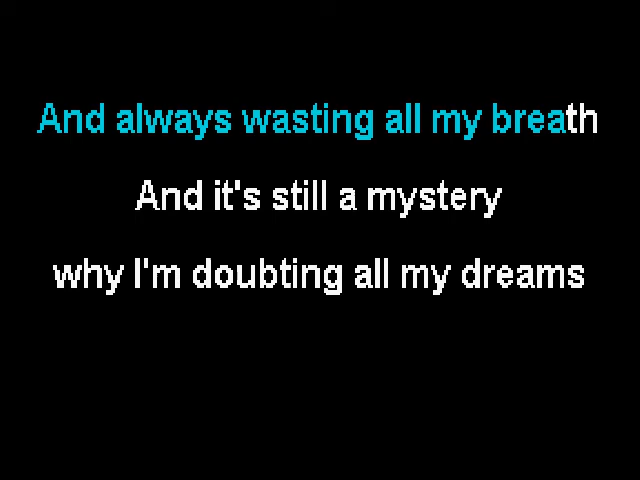 And always wasting all my breath
And it's still a mystery
why I'm doubting all my dreams